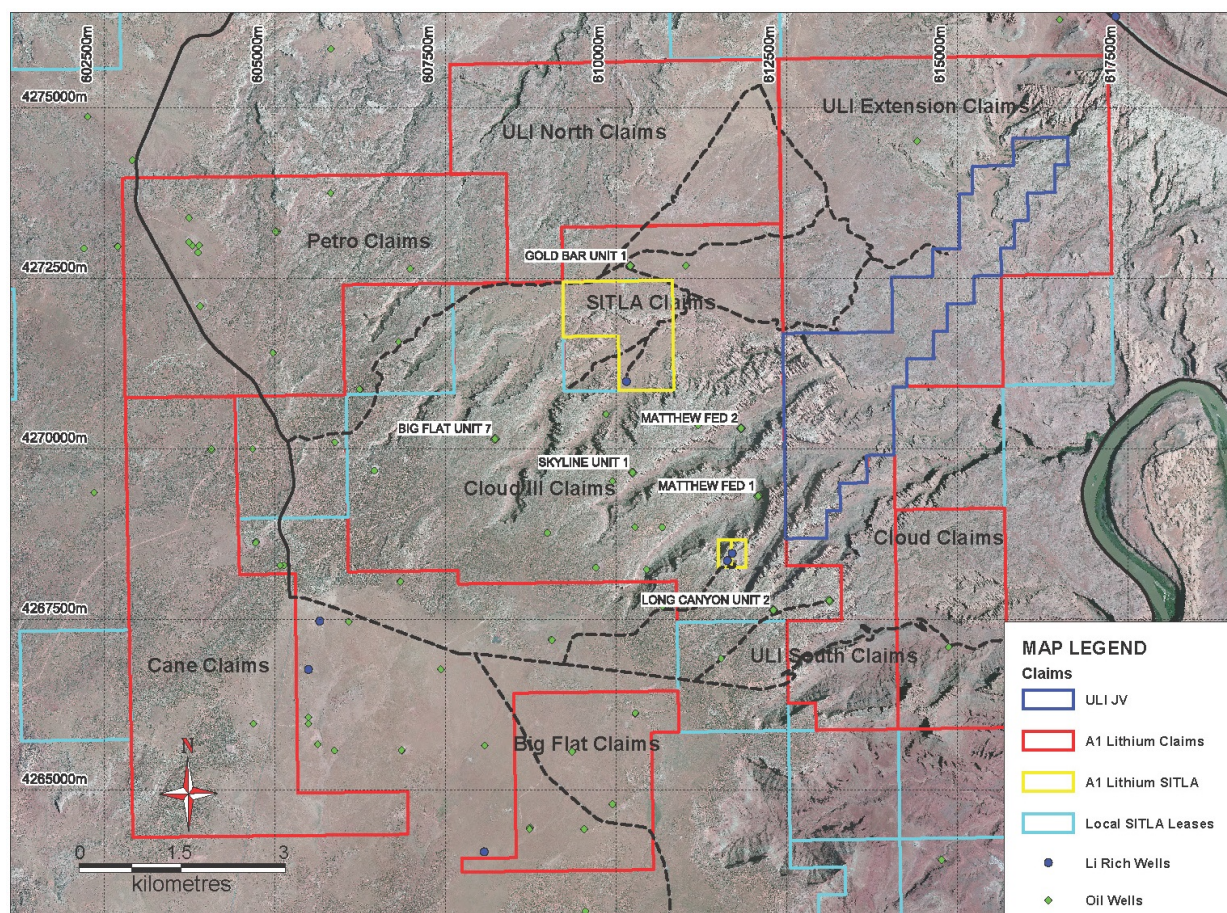 602500m
605000m
607500m
610000m
612500m
615000m
617500m
4275000m
ULI North Claims
ULI Extension Claims
Petro Claims
4272500m
GOLD BAR UNIT 1
SITLA Claims
MATTHEW FED 2
BIG FLAT UNIT 7
4270000m
SKYLINE UNIT 1
Cloud III Claims
MATTHEW FED 1
Cloud Claims
4267500m
LONG CANYON UNIT 2
Cane Claims
ULI South Claims
Big Flat Claims
4265000m
N
0 1.5 3
kilometres
MAP LEGEND
Claims
ULI JV
A1 Lithium Claims
A1 Lithium SITLA
Local SITLA Leases
Li Rich Wells
Oil Wells